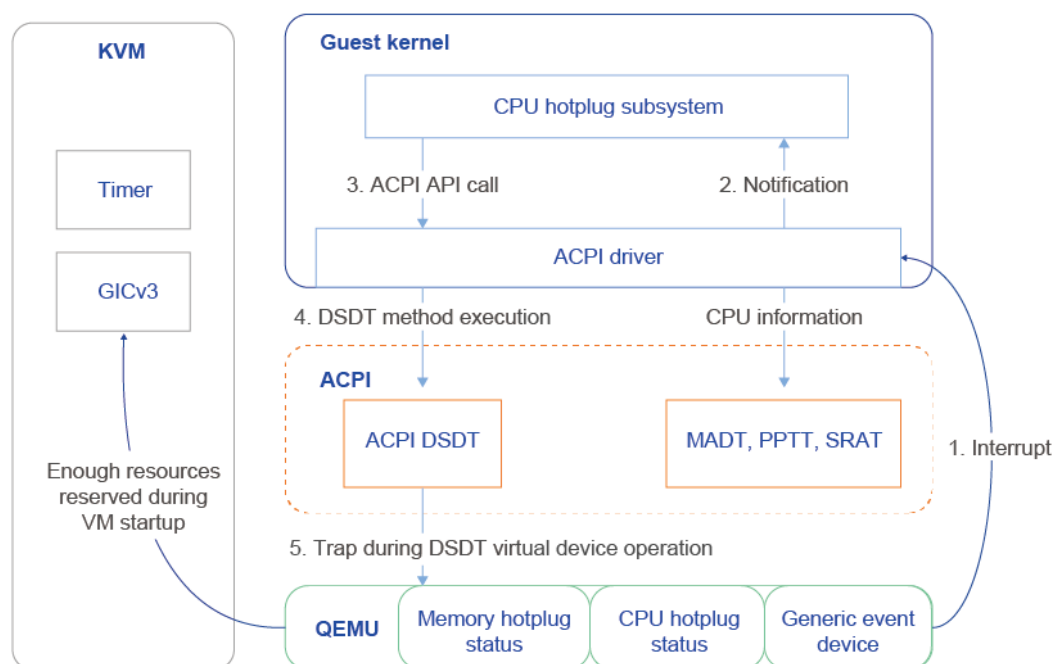 KVM
Timer
GICv3
Enough resources
reserved during
VM startup
Guest kernel
CPU hotplug subsystem
3. ACPI API call
2. Notification
ACPI driver
4. DSDT method execution
CPU information
ACPI
ACPI DSDT
MADT, PPTT, SRAT
1. Interrupt
5. Trap during DSDT virtual device operation
QEMU
Memory hotplug
status
CPU hotplug
status
Generic event
device